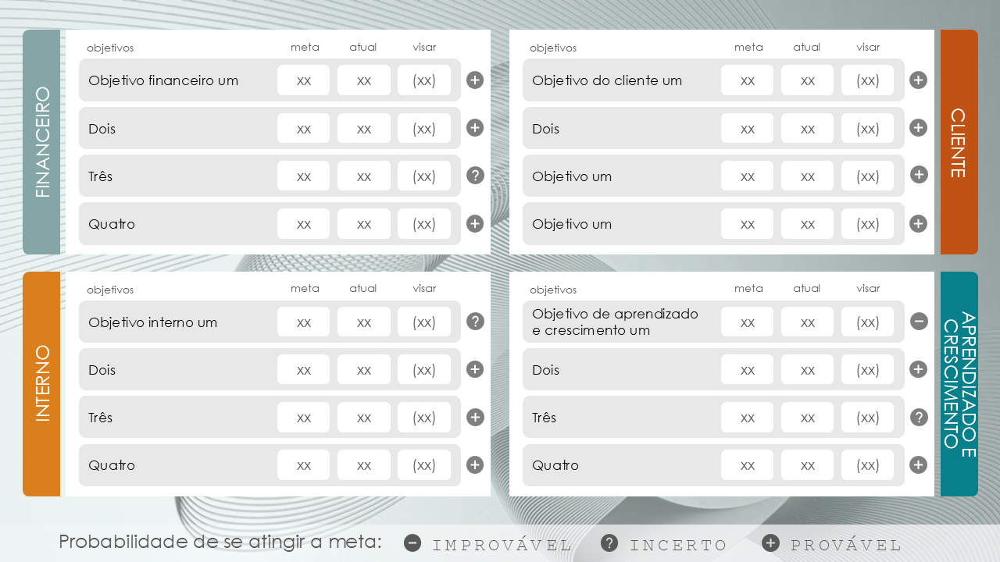 FINANCEIRO
objetivos meta atual visar
Objetivo financeiro um xx xx (xx) +
Dois xx xx (xx) +
Três xx xx (xx) ?
Quatro xx xx (xx) +
CLIENTE
objetivos meta atual visar
Objetivo do cliente um xx xx (xx) +
Dois xx xx (xx) +
Objetivo um xx xx (xx) +
Objetivo um xx xx (xx) +
INTERNO
objetivos meta atual visar
Objetivo interno um xx xx (xx) ?
Dois xx xx (xx) +
Três xx xx (xx) +
Quatro xx xx (xx) +
APRENDIZADO E
CRESCIMENTO
objetivos meta atual visar
Objetivo de aprendizado
e crescimento um xx xx (xx) −
Dois xx xx (xx) +
Três xx xx (xx) ?
Quatro xx xx (xx) +
Probabilidade de se atingir a meta: − IMPROVÁVEL ? INCERTO + PROVÁVEL